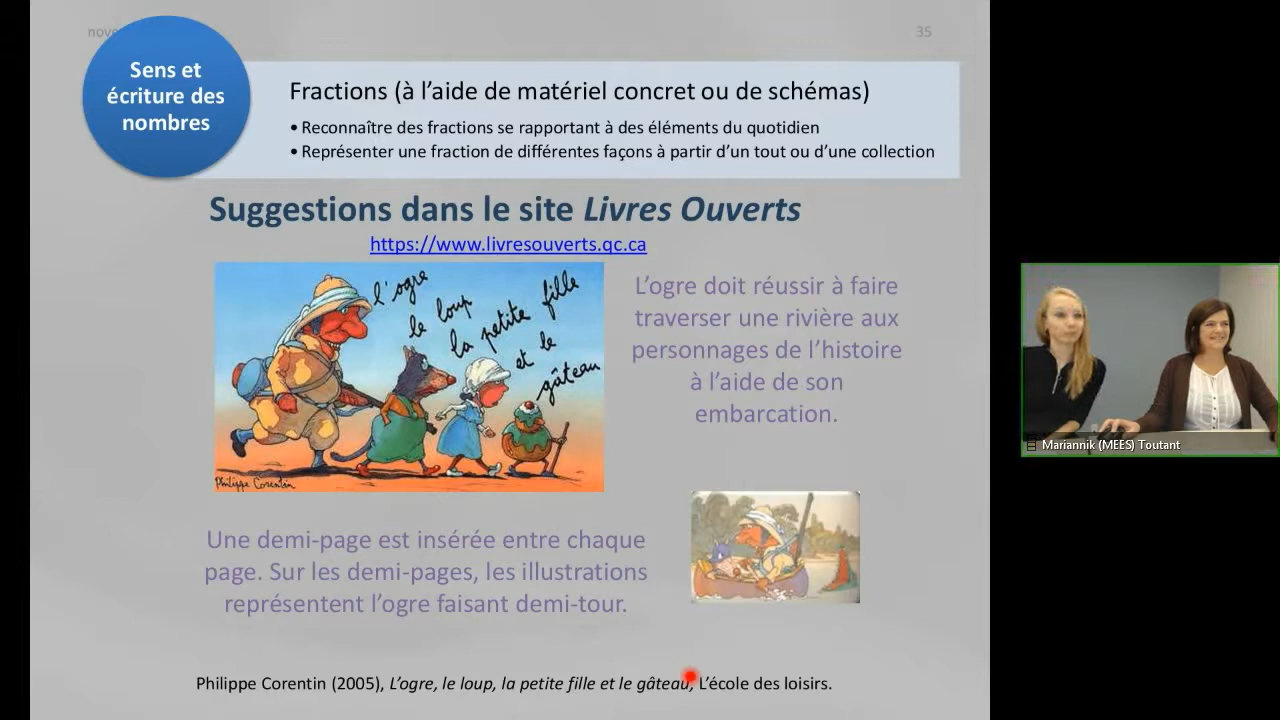 nove
35
Sens et
écriture des
nombres
Fractions (à l’aide de matériel concret ou de schémas)
• Reconnaître des fractions se rapportant à des éléments du quotidien
• Représenter une fraction de différentes façons à partir d’un tout ou d’une collection
Suggestions dans le site Livres Ouverts
https://www.livresouverts.qc.ca
l'ogre
le loup
la petite fille
et le
gâteau
Philippe Corentin
L’ogre doit réussir à faire
traverser une rivière aux
personnages de l’histoire
à l’aide de son
embarcation.
Mariannik (MEES) Toutant
Une demi-page est insérée entre chaque
page. Sur les demi-pages, les illustrations
représentent l’ogre faisant demi-tour.
Philippe Corentin (2005), L’ogre, le loup, la petite fille et le gâteau, L’école des loisirs.